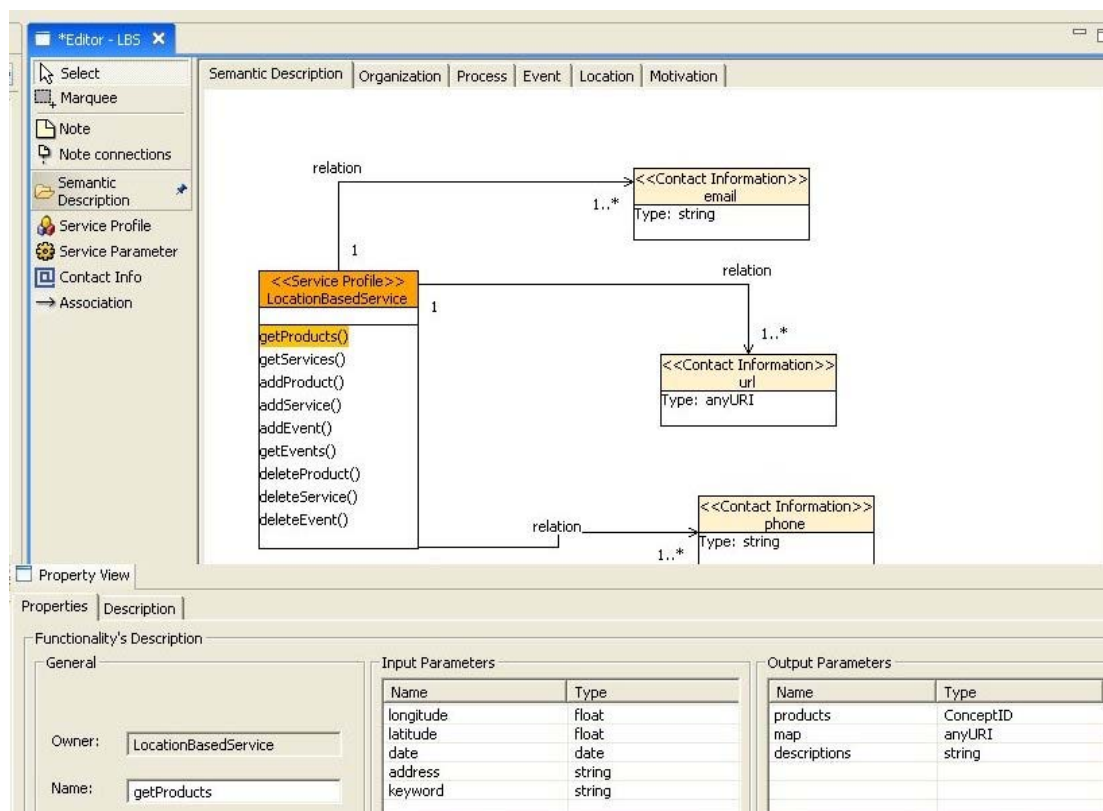 *Editor - LBS
Select
Marquee
Note
Note connections
Semantic
Description
Service Profile
Service Parameter
Contact Info
Association
Semantic Description Organization Process Event Location Motivation
relation
<<Contact Information>>
email
Type: string
1..*
1
<<Service Profile>>
LocationBasedService
getProducts()
getServices()
addProduct()
addService()
addEvent()
getEvents()
deleteProduct()
deleteService()
deleteEvent()
relation
1
1..*
<<Contact Information>>
url
Type: anyURI
relation
1..*
<<Contact Information>>
phone
Type: string
Property View
Properties Description
Functionality's Description
General
Owner: LocationBasedService
Name: getProducts
Input Parameters
Name Type
longitude float
latitude float
date date
address string
keyword string
Output Parameters
Name Type
products ConceptID
map anyURI
descriptions string